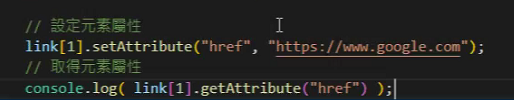 // 設定元素屬性
link[1].setAttribute("href", "https://www.google.com");
// 取得元素屬性
console.log( link[1].getAttribute("href") );